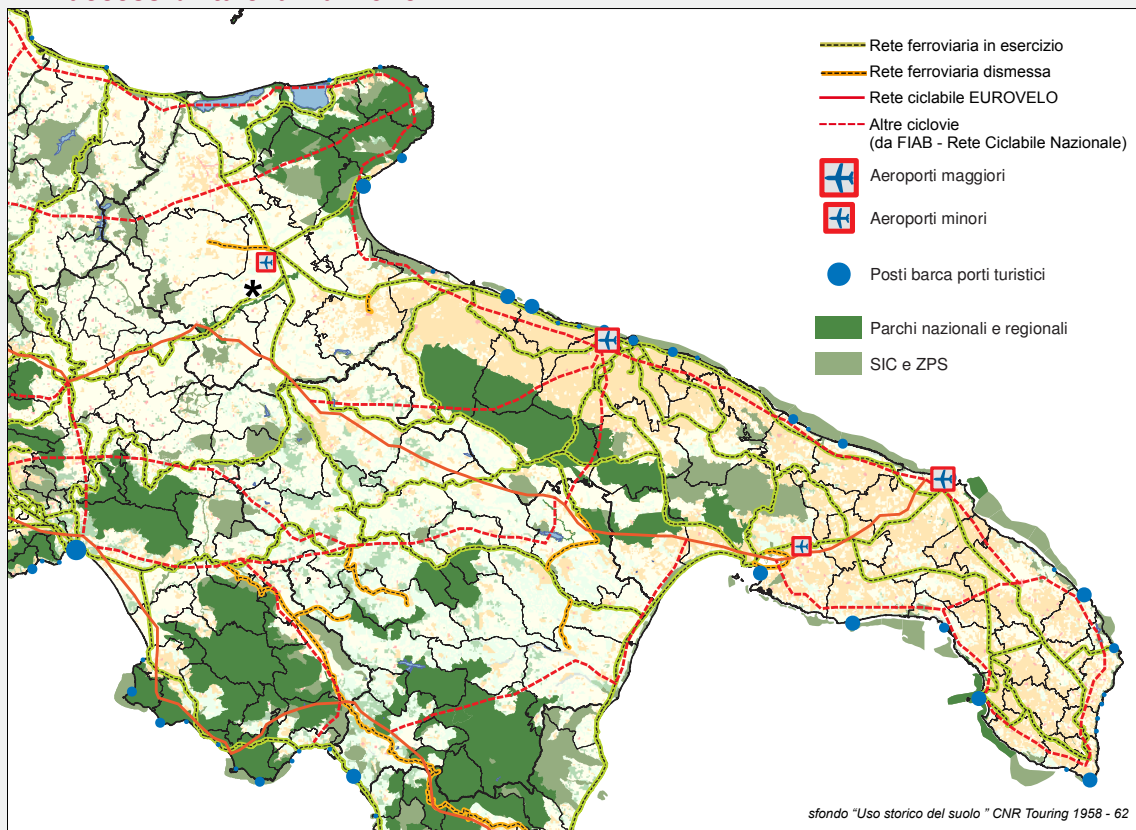 Rete ferroviaria in esercizio
Rete ferroviaria dismessa
Rete ciclabile EUROVELO
Altre ciclovie
(da FIAB - Rete Ciclabile Nazionale)
Aeroporti maggiori
Aeroporti minori
Posti barca porti turistici
Parchi nazionali e regionali
SIC e ZPS
*
sfondo "Uso storico del suolo " CNR Touring 1958 - 62